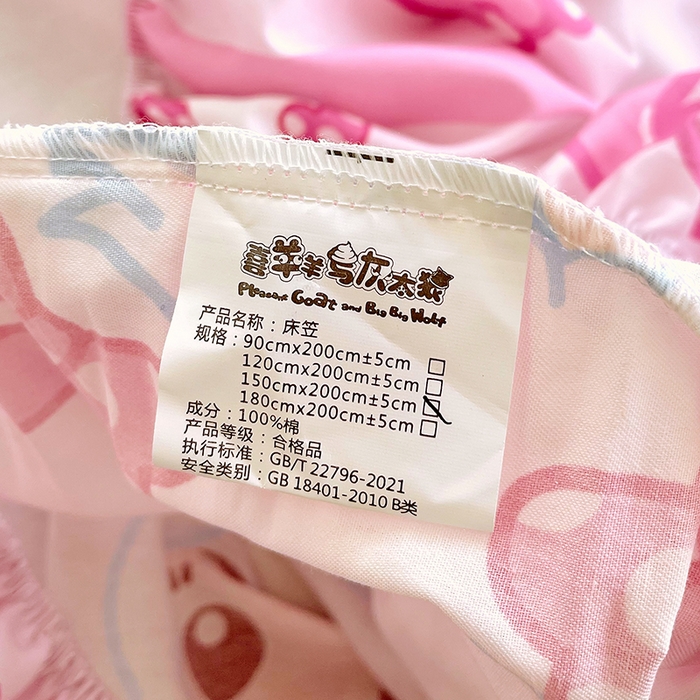 喜羊羊与灰太狼
Pleasant Goat and Big Big Wolf
产品名称：床笠
规格：90cmx200cm±5cm
120cmx200cm±5cm
150cmx200cm±5cm
180cmx200cm±5cm
成分：100%棉
产品等级：合格品
执行标准：GB/T 22796-2021
安全类别：GB 18401-2010 B类